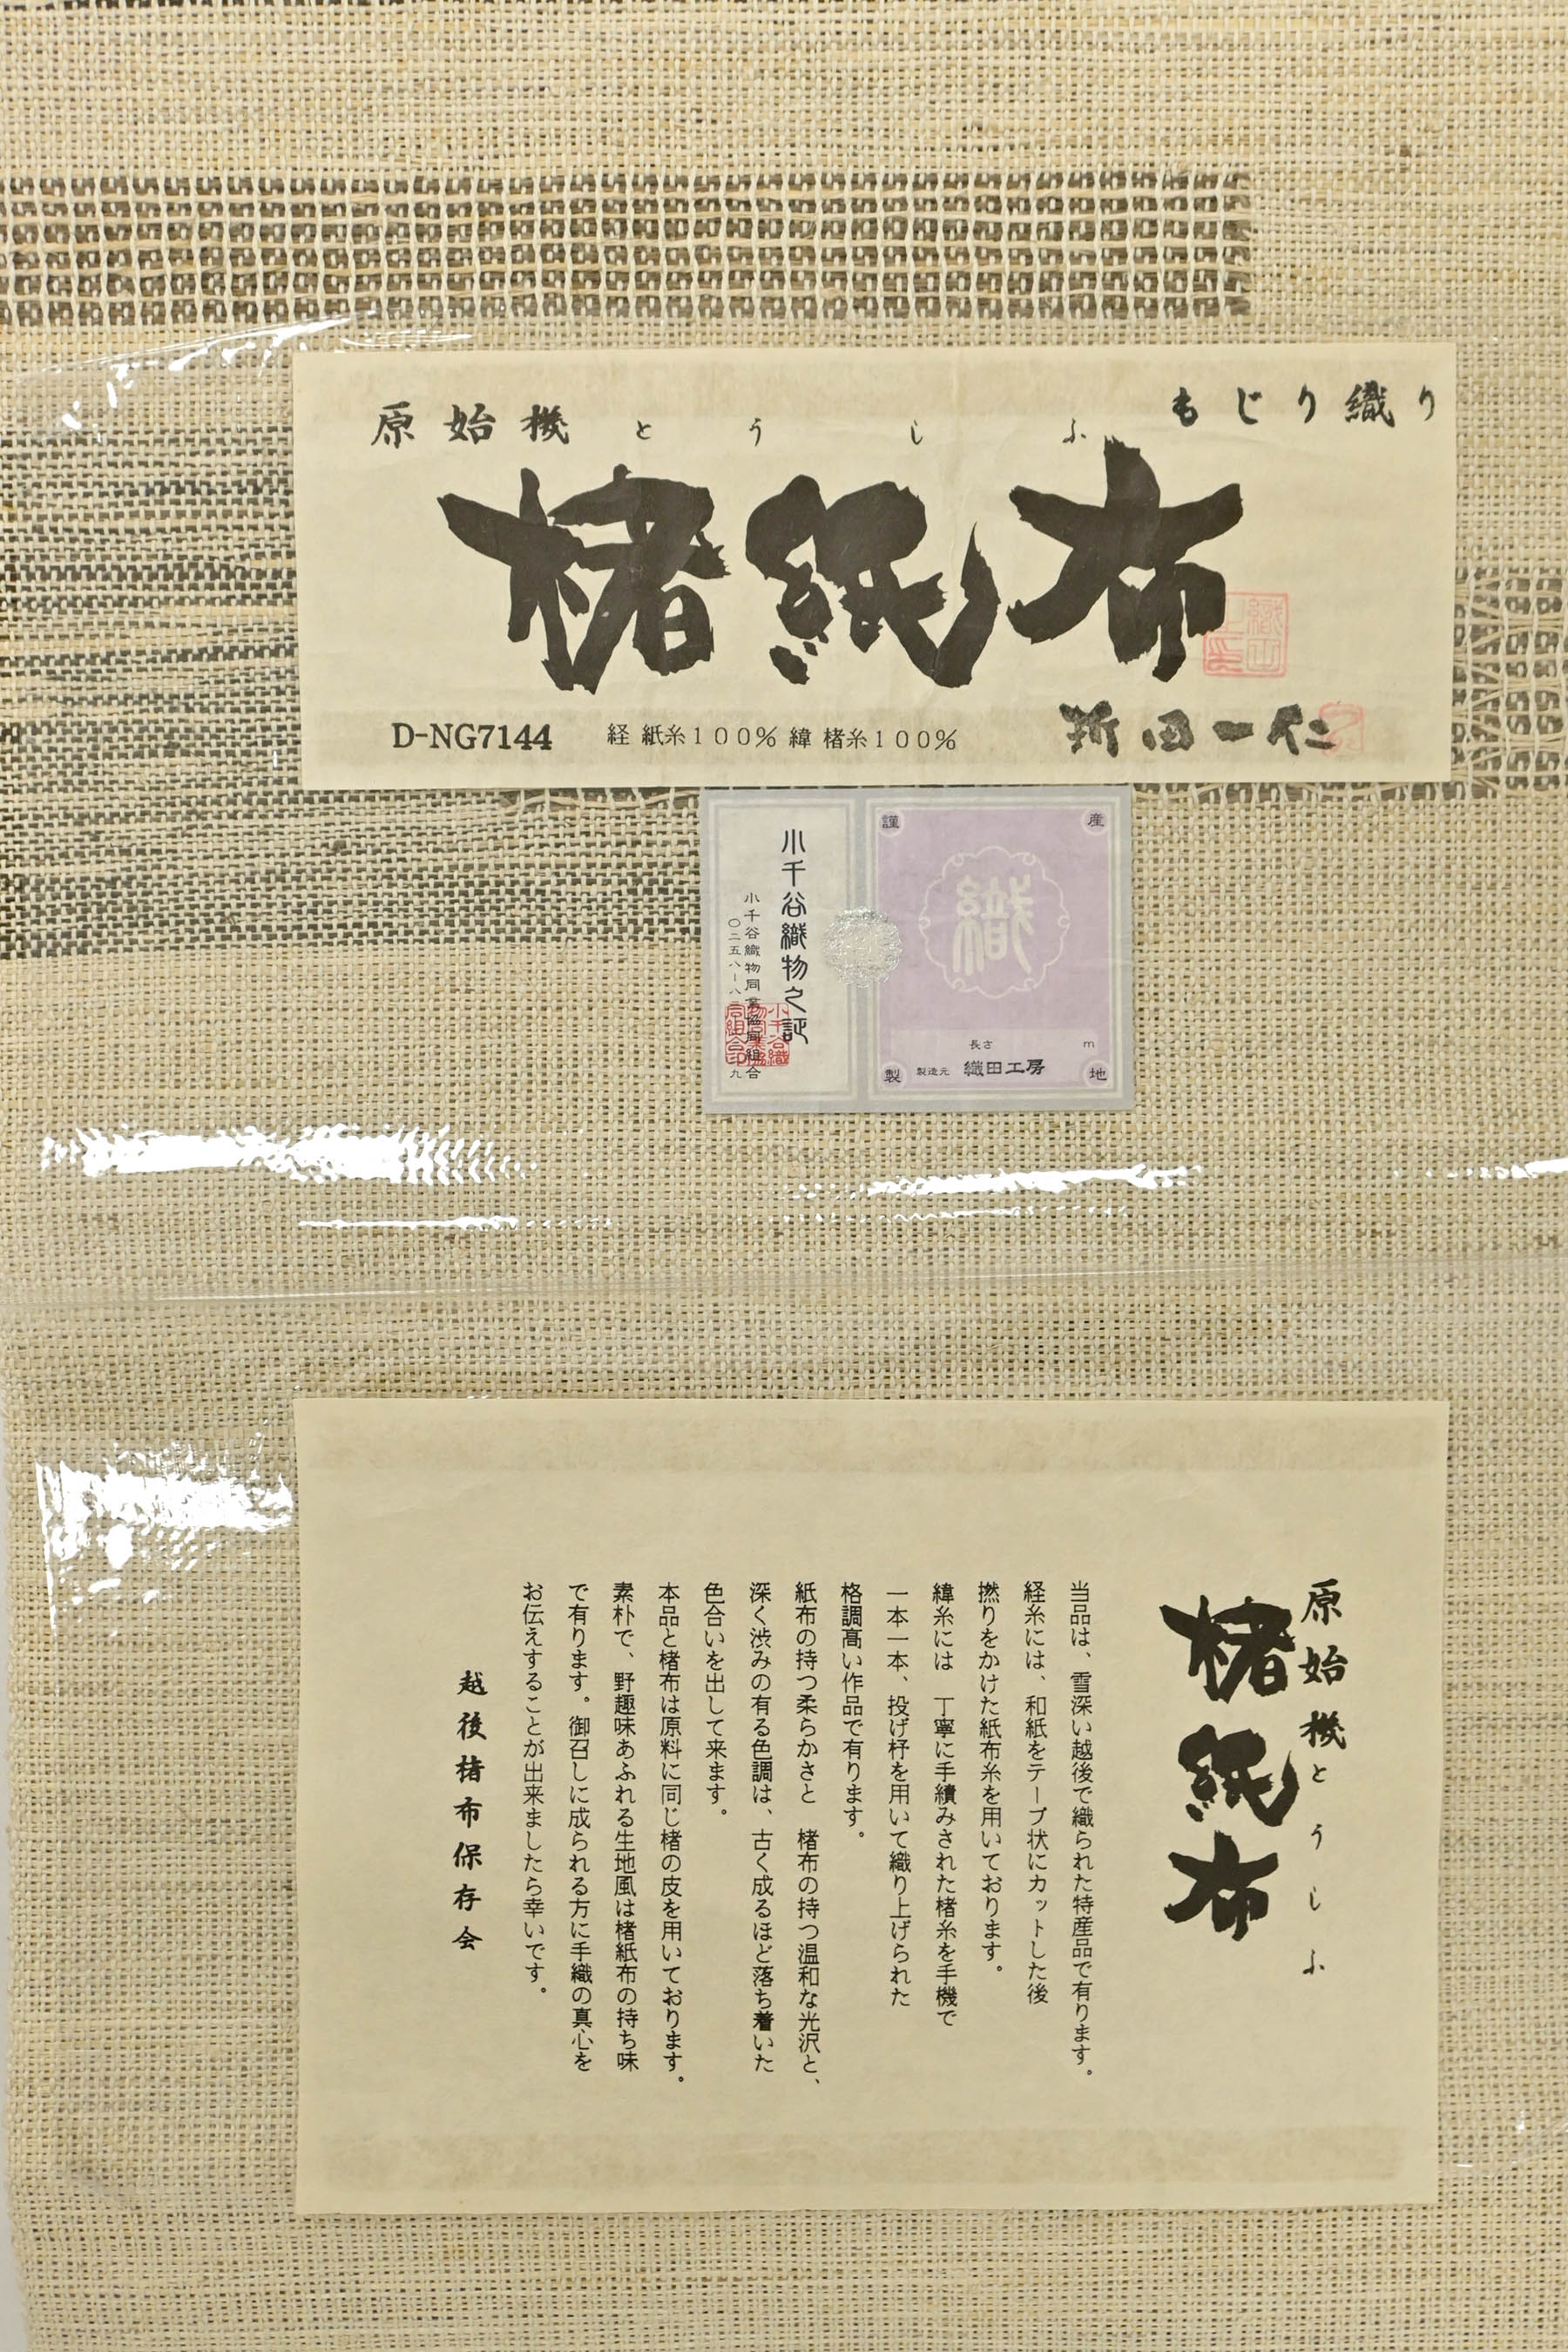 原始機 もじり織り
とうしふ
楮紙布
D-NG7144 経 紙糸100% 緯 楮糸100%
織田工房
小千谷織物之証
小千谷織物同業協同組合
謹 産
織
長さ m
製造元 織田工房
製 地
原始機とうしふ
楮紙布
当品は、雪深い越後で織られた特産品で有ります。
経糸には、和紙をテープ状にカットした後
撚りをかけた紙布糸を用いております。
緯糸には 丁寧に手績みされた楮糸を手機で
一本一本、投げ杼を用いて織り上げられた
格調高い作品で有ります。
紙布の持つ柔らかさと 楮布の持つ温和な光沢と、
深く渋みの有る色調は、古く成るほど落ち着いた
色合いを出して来ます。
本品と楮布は原料に同じ楮の皮を用いております。
素朴で、野趣味あふれる生地風は楮紙布の持ち味
で有ります。御召しに成られる方に手織の真心を
お伝えすることが出来ましたら幸いです。
越後楮布保存会